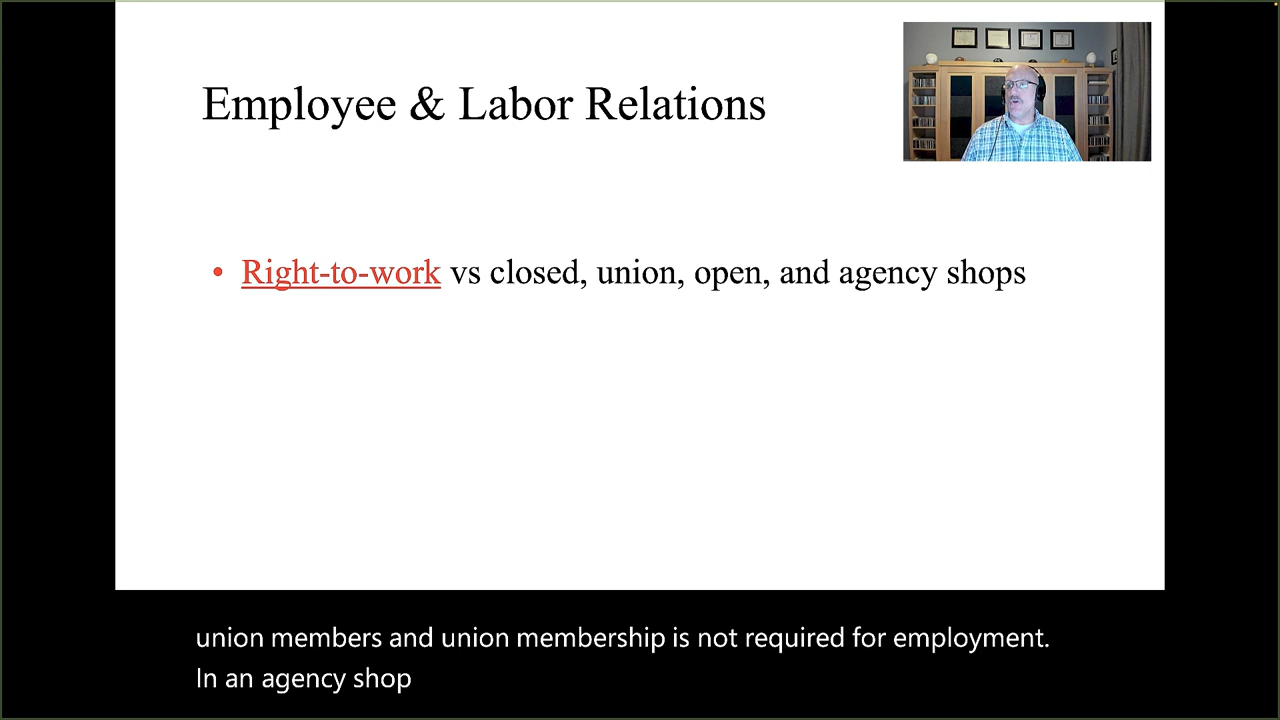 Employee & Labor Relations
• Right-to-work vs closed, union, open, and agency shops
union members and union membership is not required for employment.
In an agency shop